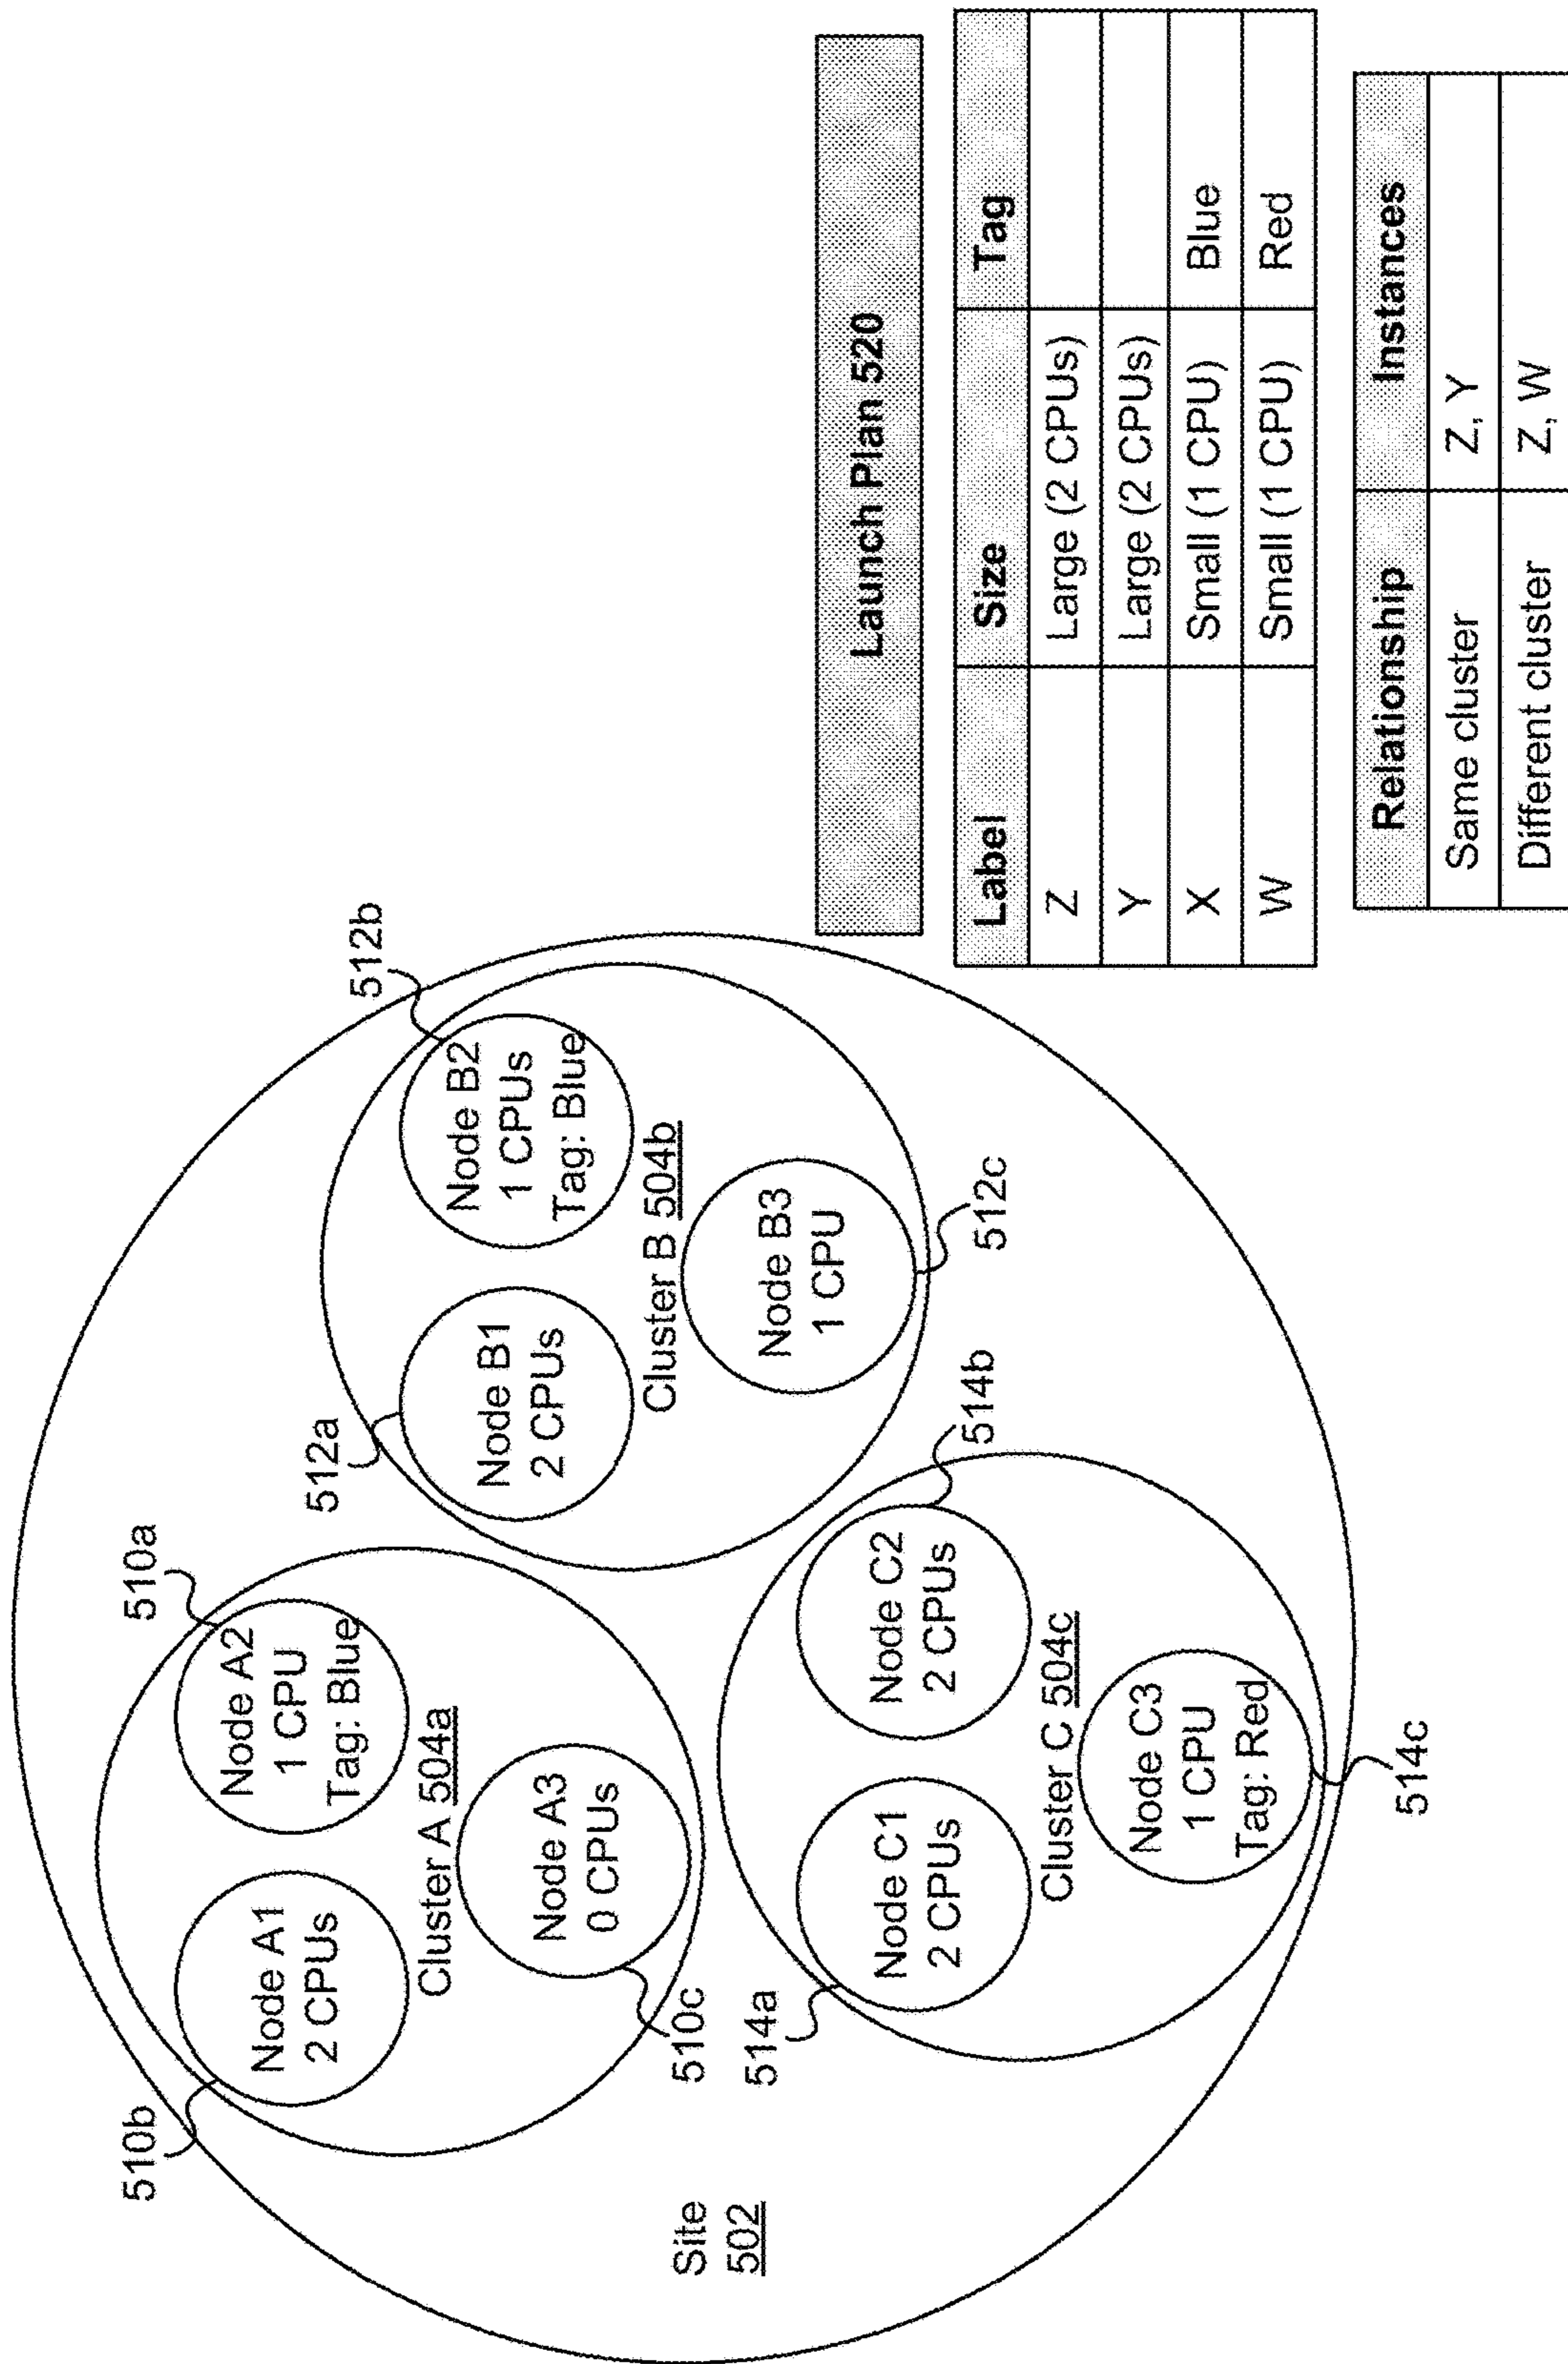 510b
510a
Node A1
2 CPUs
Node A2
1 CPU
Tag: Blue
Cluster A 504a
Node A3
0 CPUs
510c
512a
512b
Node B1
2 CPUs
Node B2
1 CPUs
Tag: Blue
Cluster B 504b
Node B3
1 CPU
512c
Site
502
514a
514b
Node C1
2 CPUs
Node C2
2 CPUs
Cluster C 504c
Node C3
1 CPU
Tag: Red
514c
Launch Plan 520
Label Size Tag
Z Large (2 CPUs)
Y Large (2 CPUs)
X Small (1 CPU) Blue
W Small (1 CPU) Red
Relationship Instances
Same cluster Z, Y
Different cluster Z, W